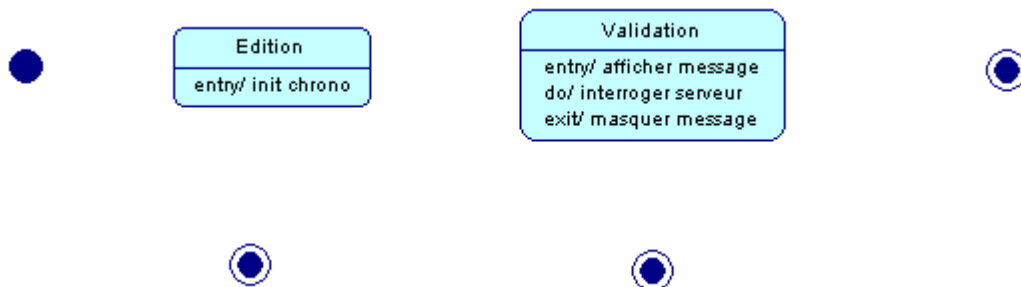 Edition
entry/ init chrono
Validation
entry/ afficher message
do/ interroger serveur
exit/ masquer message